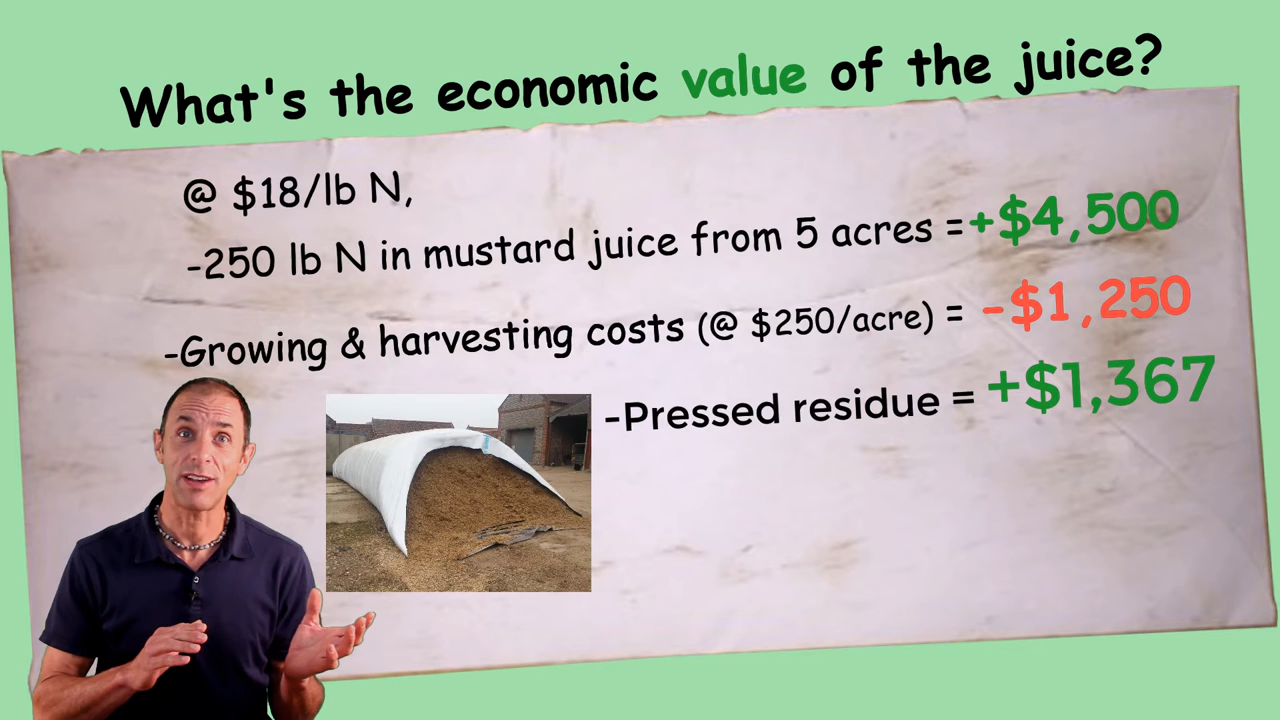 What's the economic value of the juice?
@ $18/lb N,
-250 lb N in mustard juice from 5 acres =+$4,500
-Growing & harvesting costs (@ $250/acre) = -$1,250
-Pressed residue = +$1,367